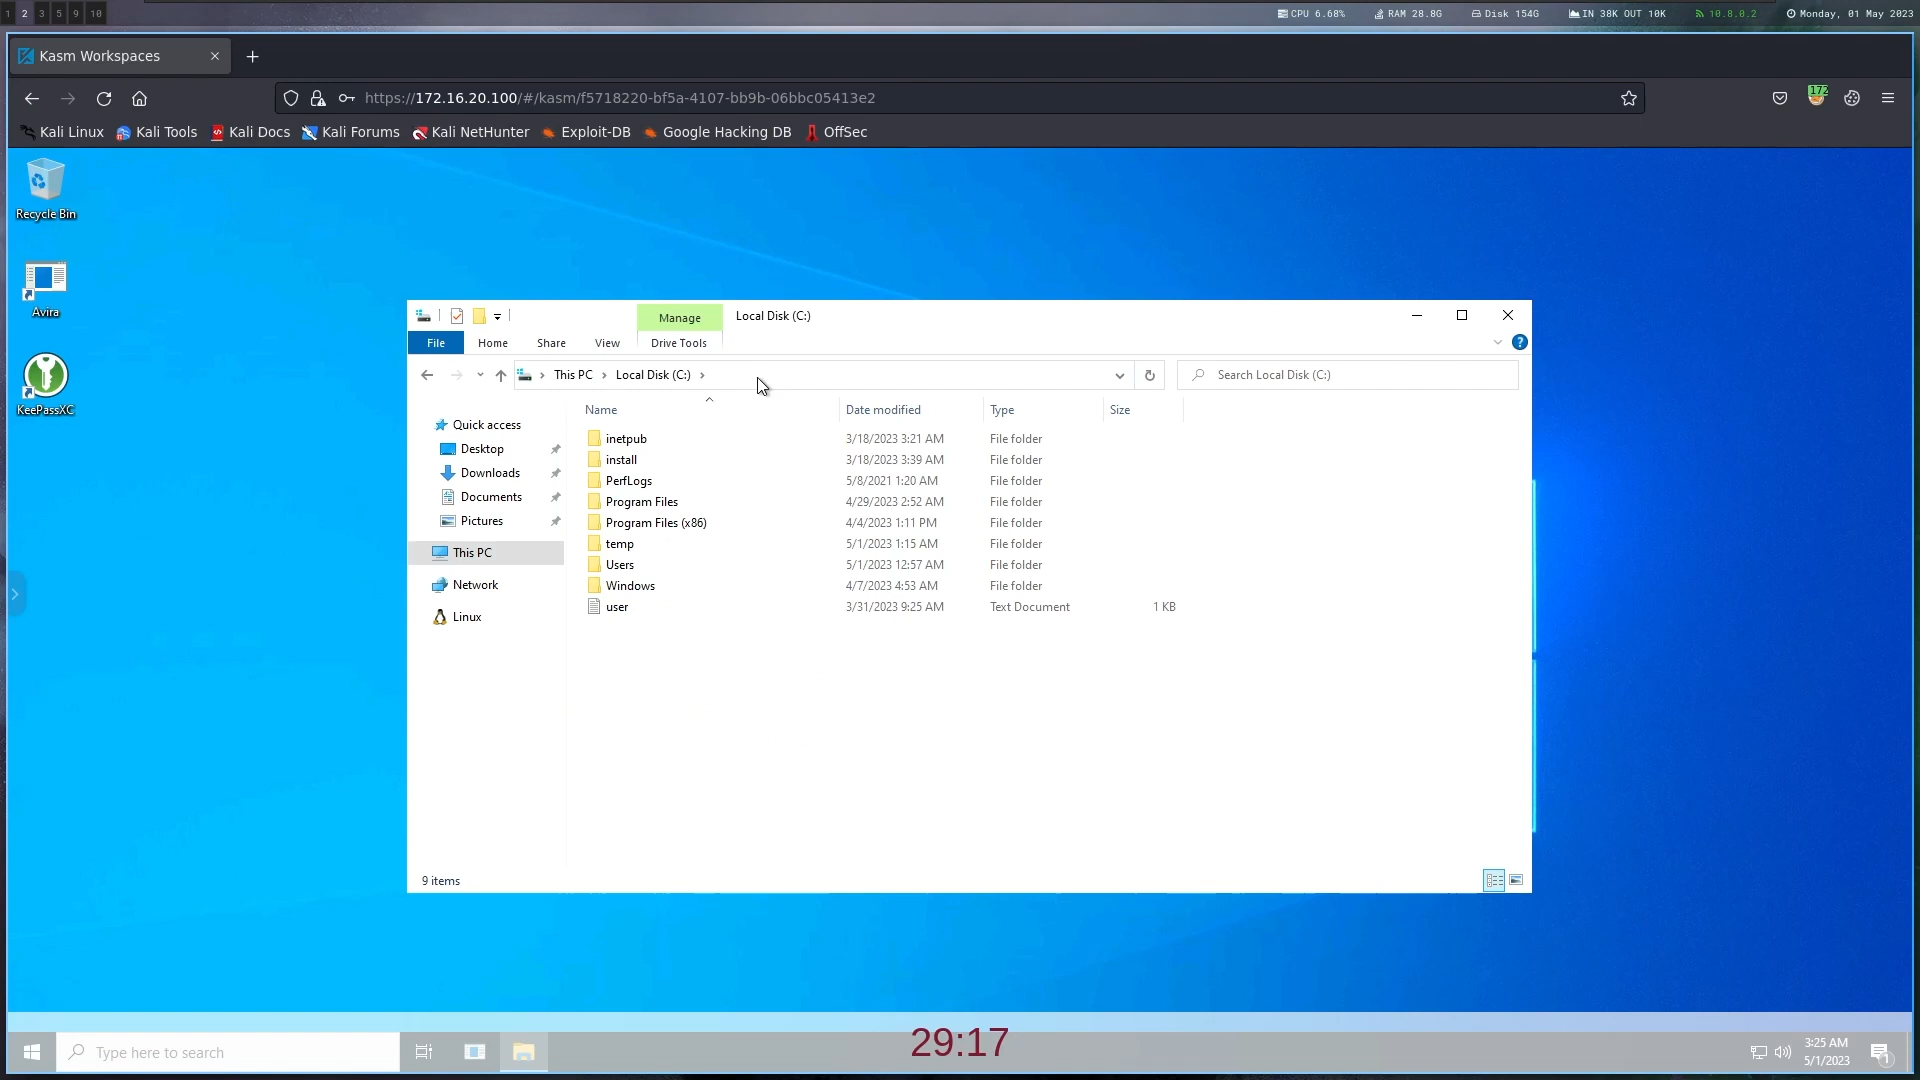 1 2 3 5 9 10 CPU 6.68% RAM 28.8G Disk 154G IN 38K OUT 10K 10.8.0.2 Monday, 01 May 2023
Kasm Workspaces
https://172.16.20.100/#/kasm/f5718220-bf5a-4107-bb9b-06bbc05413e2 172
Kali Linux Kali Tools Kali Docs Kali Forums Kali NetHunter Exploit-DB Google Hacking DB OffSec
Recycle Bin
Avira
KeePassXC
Manage Local Disk (C:)
File Home Share View Drive Tools
This PC Local Disk (C:) Search Local Disk (C:)
Name Date modified Type Size
Quick access
Desktop
Downloads
Documents
Pictures
This PC
Network
Linux
inetpub 3/18/2023 3:21 AM File folder
install 3/18/2023 3:39 AM File folder
PerfLogs 5/8/2021 1:20 AM File folder
Program Files 4/29/2023 2:52 AM File folder
Program Files (x86) 4/4/2023 1:11 PM File folder
temp 5/1/2023 1:15 AM File folder
Users 5/1/2023 12:57 AM File folder
Windows 4/7/2023 4:53 AM File folder
user 3/31/2023 9:25 AM Text Document 1 KB
9 items
29:17
Type here to search
3:25 AM
5/1/2023
1